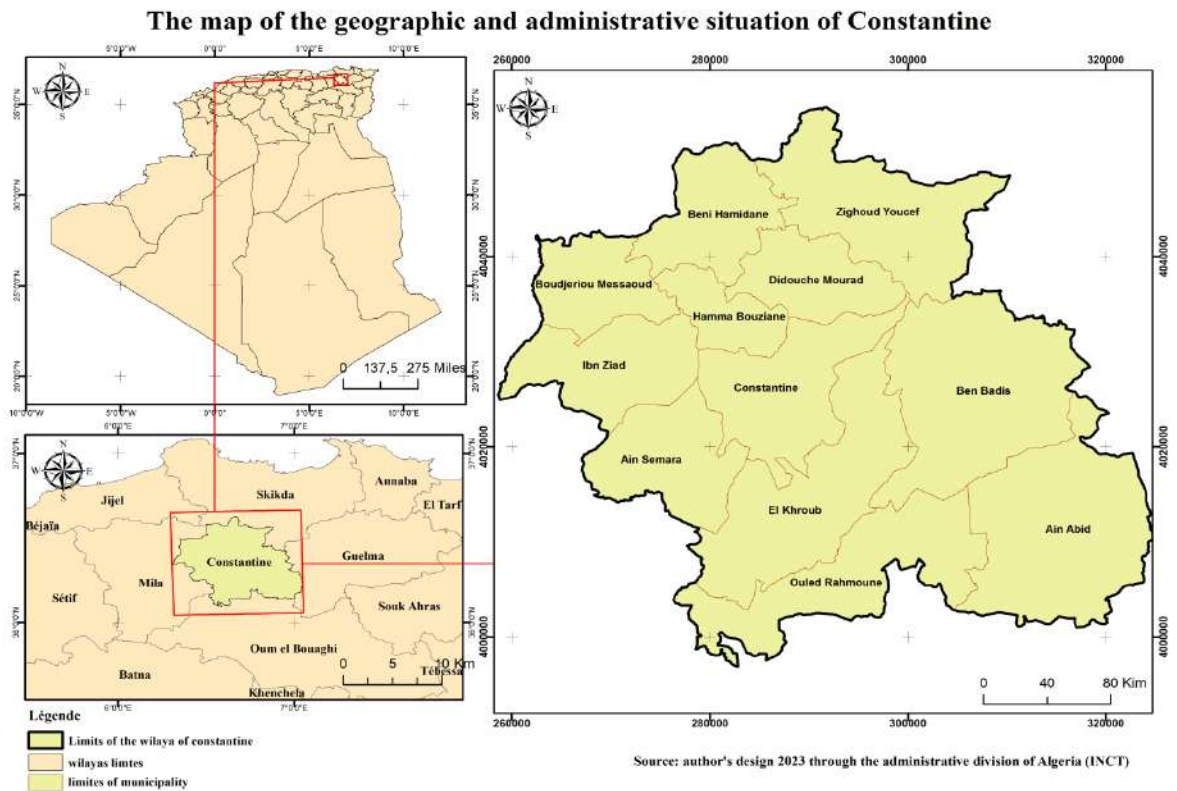 The map of the geographic and administrative situation of Constantine
5°0'0"W 0°0'0" 5°0'0"E 10°0'0"E
N
W E
S
35°0'0"N
30°0'0"N
25°0'0"N
20°0'0"N
0 137,5 275 Miles
10°0'0"W 5°0'0"W 0°0'0" 5°0'0"E 10°0'0"E
6°0'0"E 7°0'0"E
N
W E
S
37°0'0"N
36°0'0"N
Annaba
Jijel
Skikda
El Tarf
Béjaïa
Constantine
Guelma
Mila
Sétif
Souk Ahras
Oum el Bouaghi
0 5 10 Km
Batna
Tébessa
Khenchela
6°0'0"E 7°0'0"E
260000 280000 300000 320000
N
W E
S
Beni Hamidane
Zighoud Youcef
4040000
4040000
Boudjeriou Messaoud
Didouche Mourad
Hamma Bouziane
Ibn Ziad
Constantine
Ben Badis
4020000
4020000
Ain Semara
El Khroub
Ain Abid
Ouled Rahmoune
4000000
4000000
0 40 80 Kim
260000 280000 300000 320000
Légende
Limits of the wilaya of constantine
wilayas limtes
limites of municipality
Source: author's design 2023 through the administrative division of Algeria (INCT)